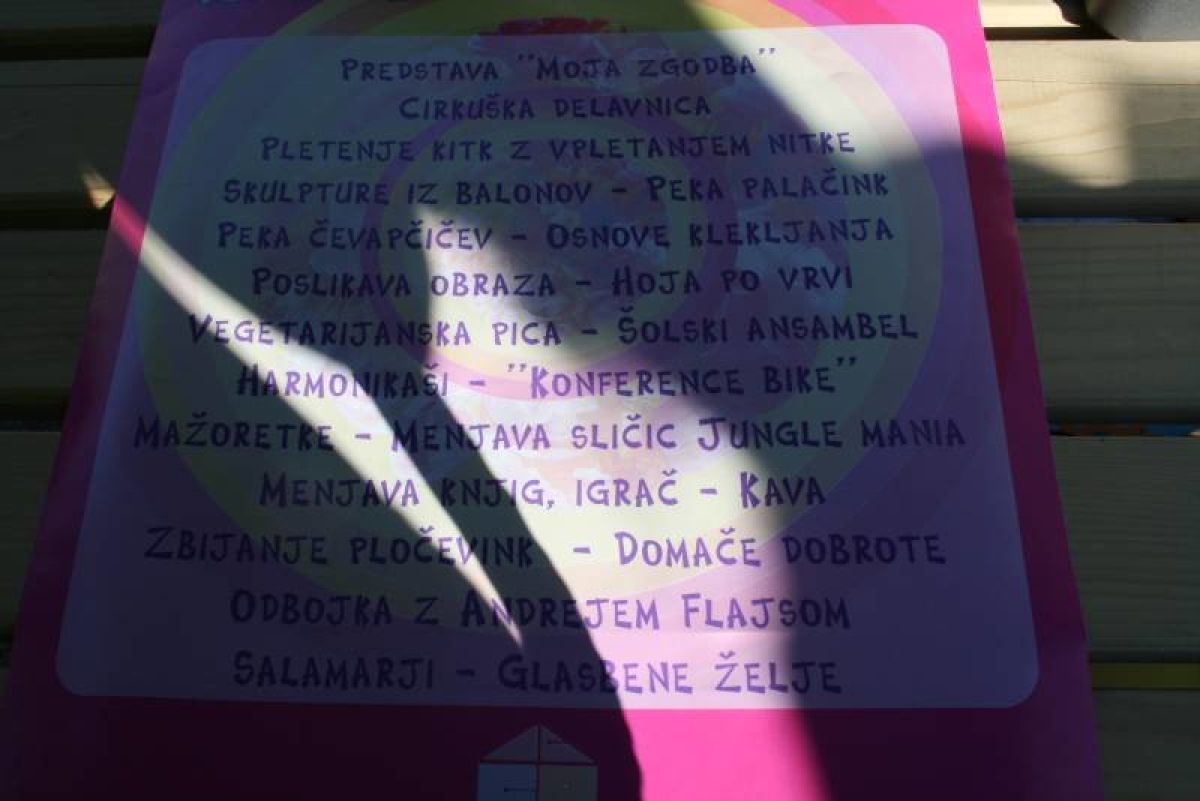 Predstava "Moja zgodba"
Cirkuška delavnica
Pletenje kitk z vpletanjem nitke
Skulpture iz balonov - Peka palačink
Peka čevapčičev - Osnove klekljanja
Poslikava obraza - Hoja po vrvi
Vegetarijanska pica - Šolski ansambel
Harmonikaši - "Konference bike"
Mažoretke - Menjava sličic Jungle mania
Menjava knjig, igrač - Kava
Zbijanje pločevink - Domače dobrote
Odbojka z Andrejem Flajsom
Salamarji - Glasbene želje